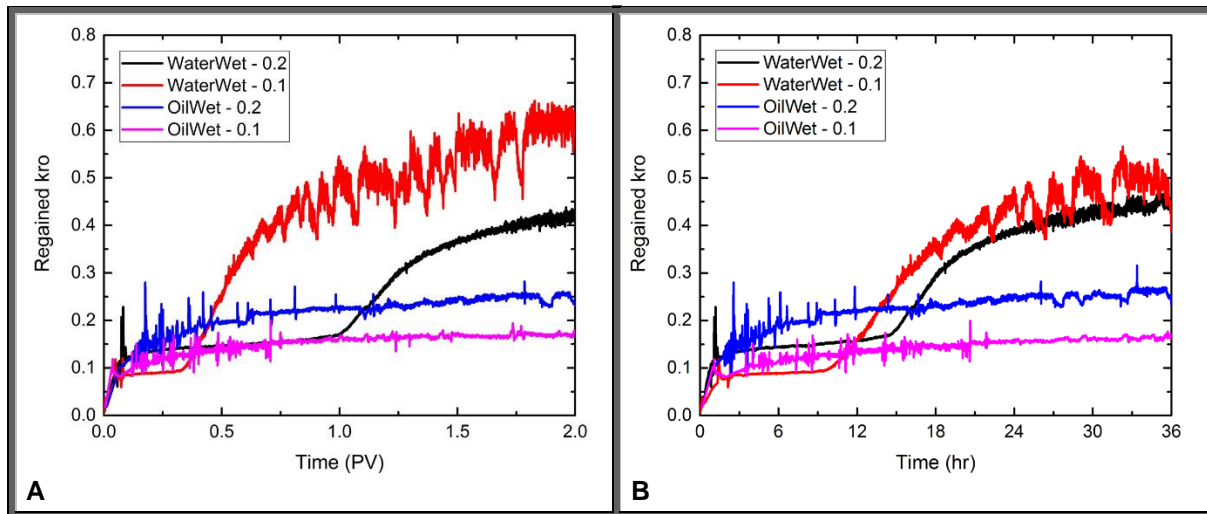 0.8
0.7
0.6
0.5
0.4
0.3
0.2
0.1
0.0
Regained kro
WaterWet - 0.2
WaterWet - 0.1
OilWet - 0.2
OilWet - 0.1
0.0 0.5 1.0 1.5 2.0
Time (PV)
A
0.8
0.7
0.6
0.5
0.4
0.3
0.2
0.1
0.0
Regained kro
WaterWet - 0.2
WaterWet - 0.1
OilWet - 0.2
OilWet - 0.1
0 6 12 18 24 30 36
Time (hr)
B